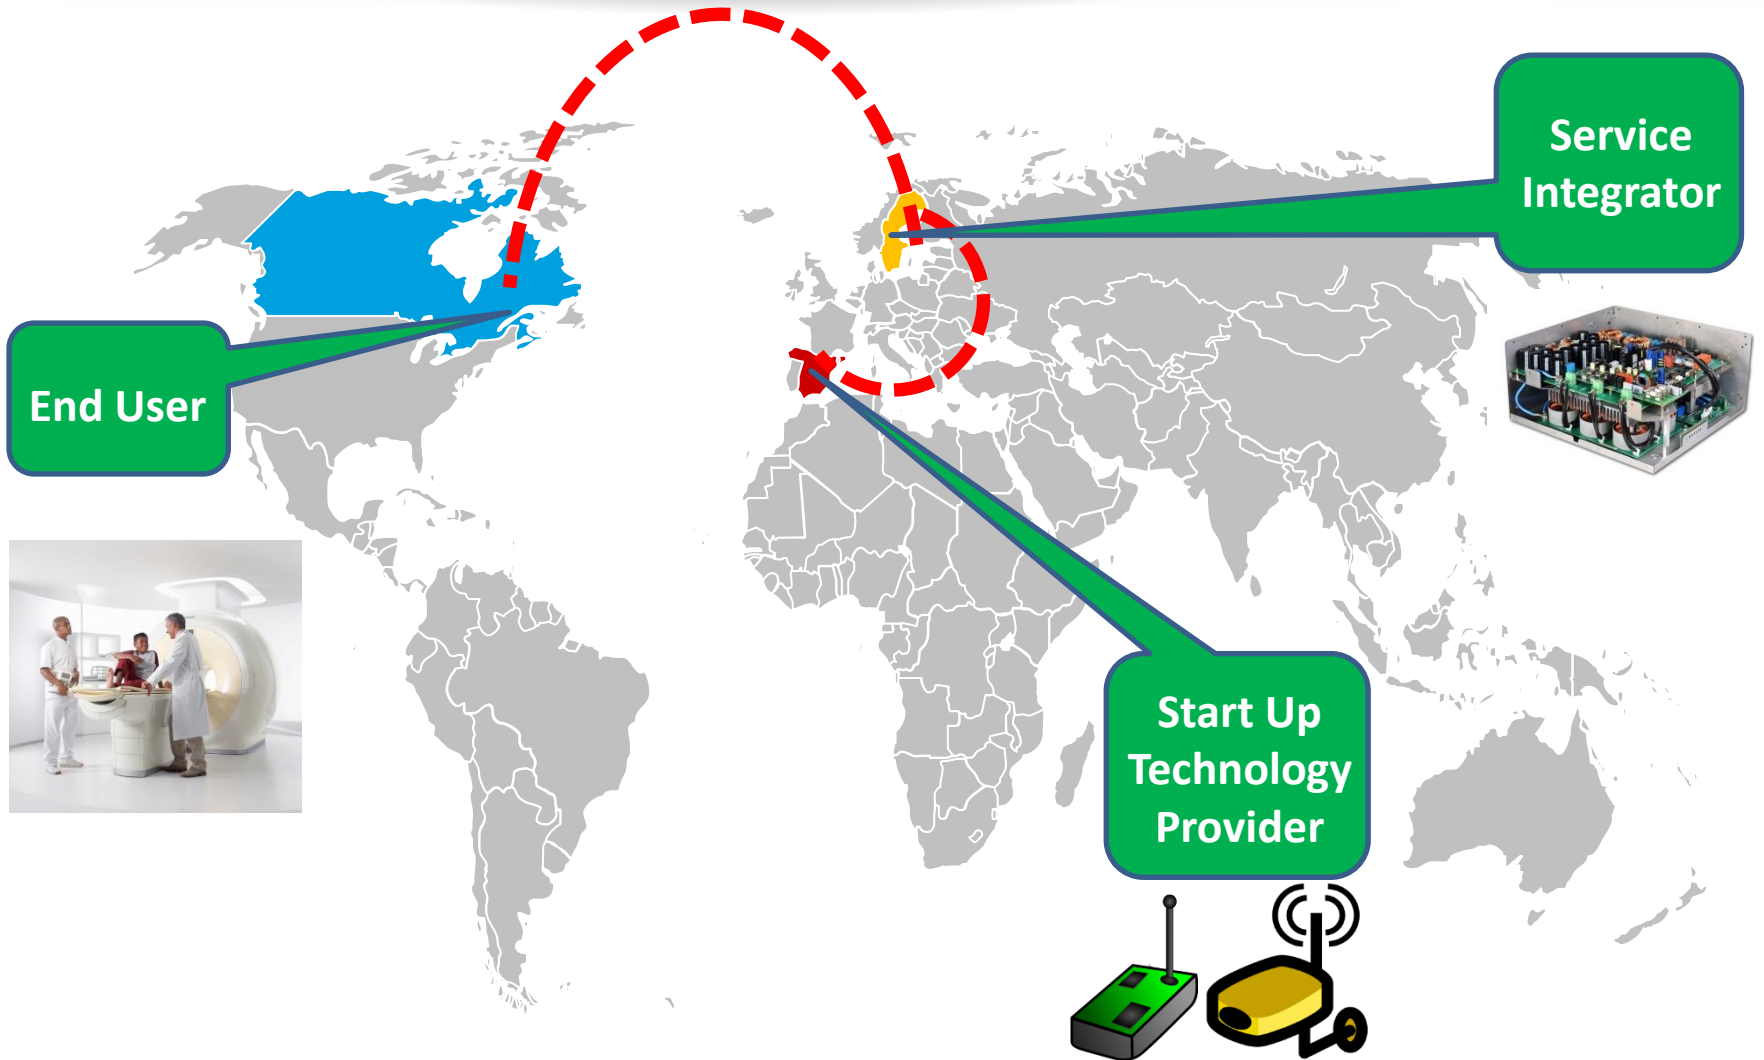 Service
Integrator
End User
Start Up
Technology
Provider